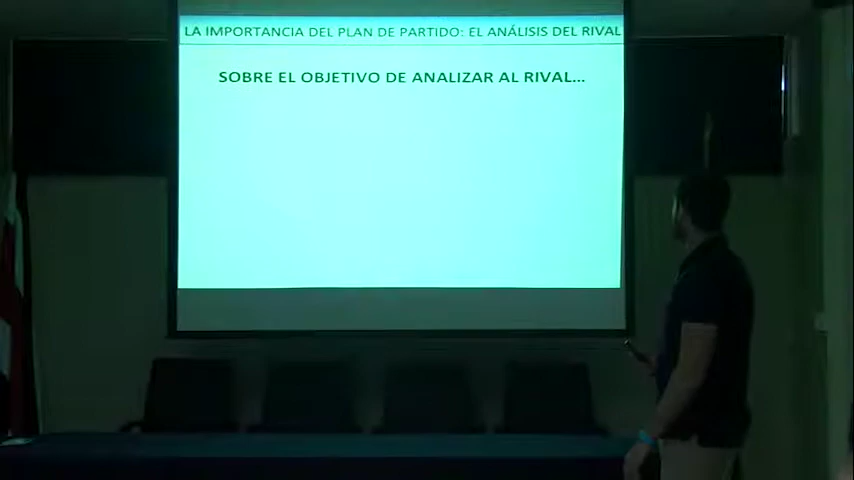 LA IMPORTANCIA DEL PLAN DE PARTIDO: EL ANÁLISIS DEL RIVAL
SOBRE EL OBJETIVO DE ANALIZAR AL RIVAL...